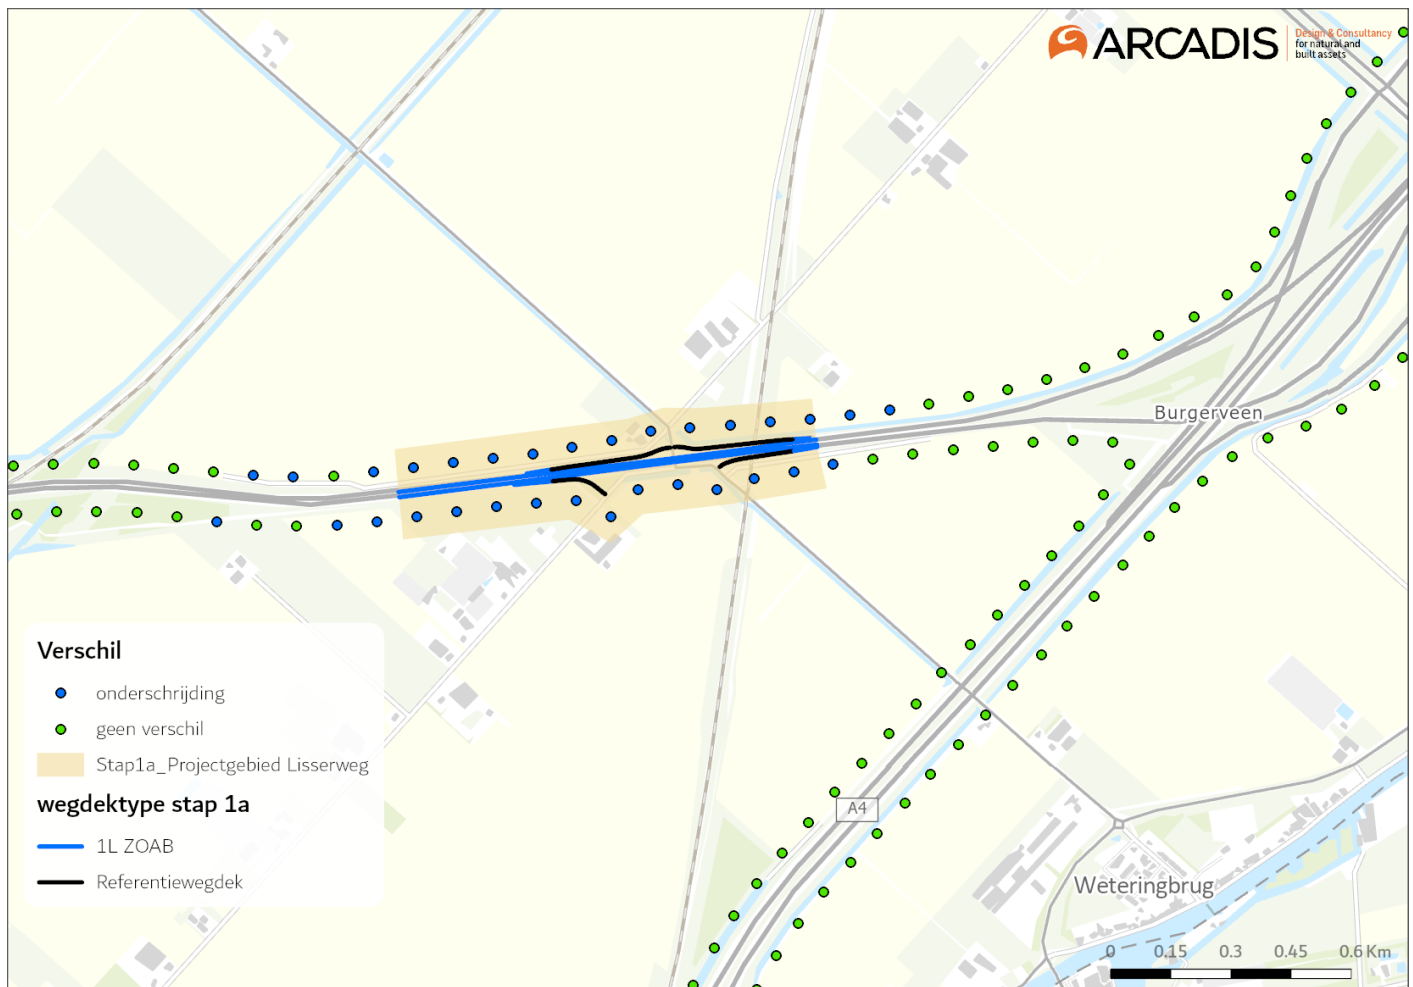 ARCADIS
Design & Consultancy
for natural and
built assets
Burgerveen
Verschil
onderschrijding
geen verschil
Stap1a_Projectgebied Lisserweg
wegdektype stap 1a
1L ZOAB
Referentiewegdek
A4
Weteringbrug
0 0.15 0.3 0.45 0.6 Km